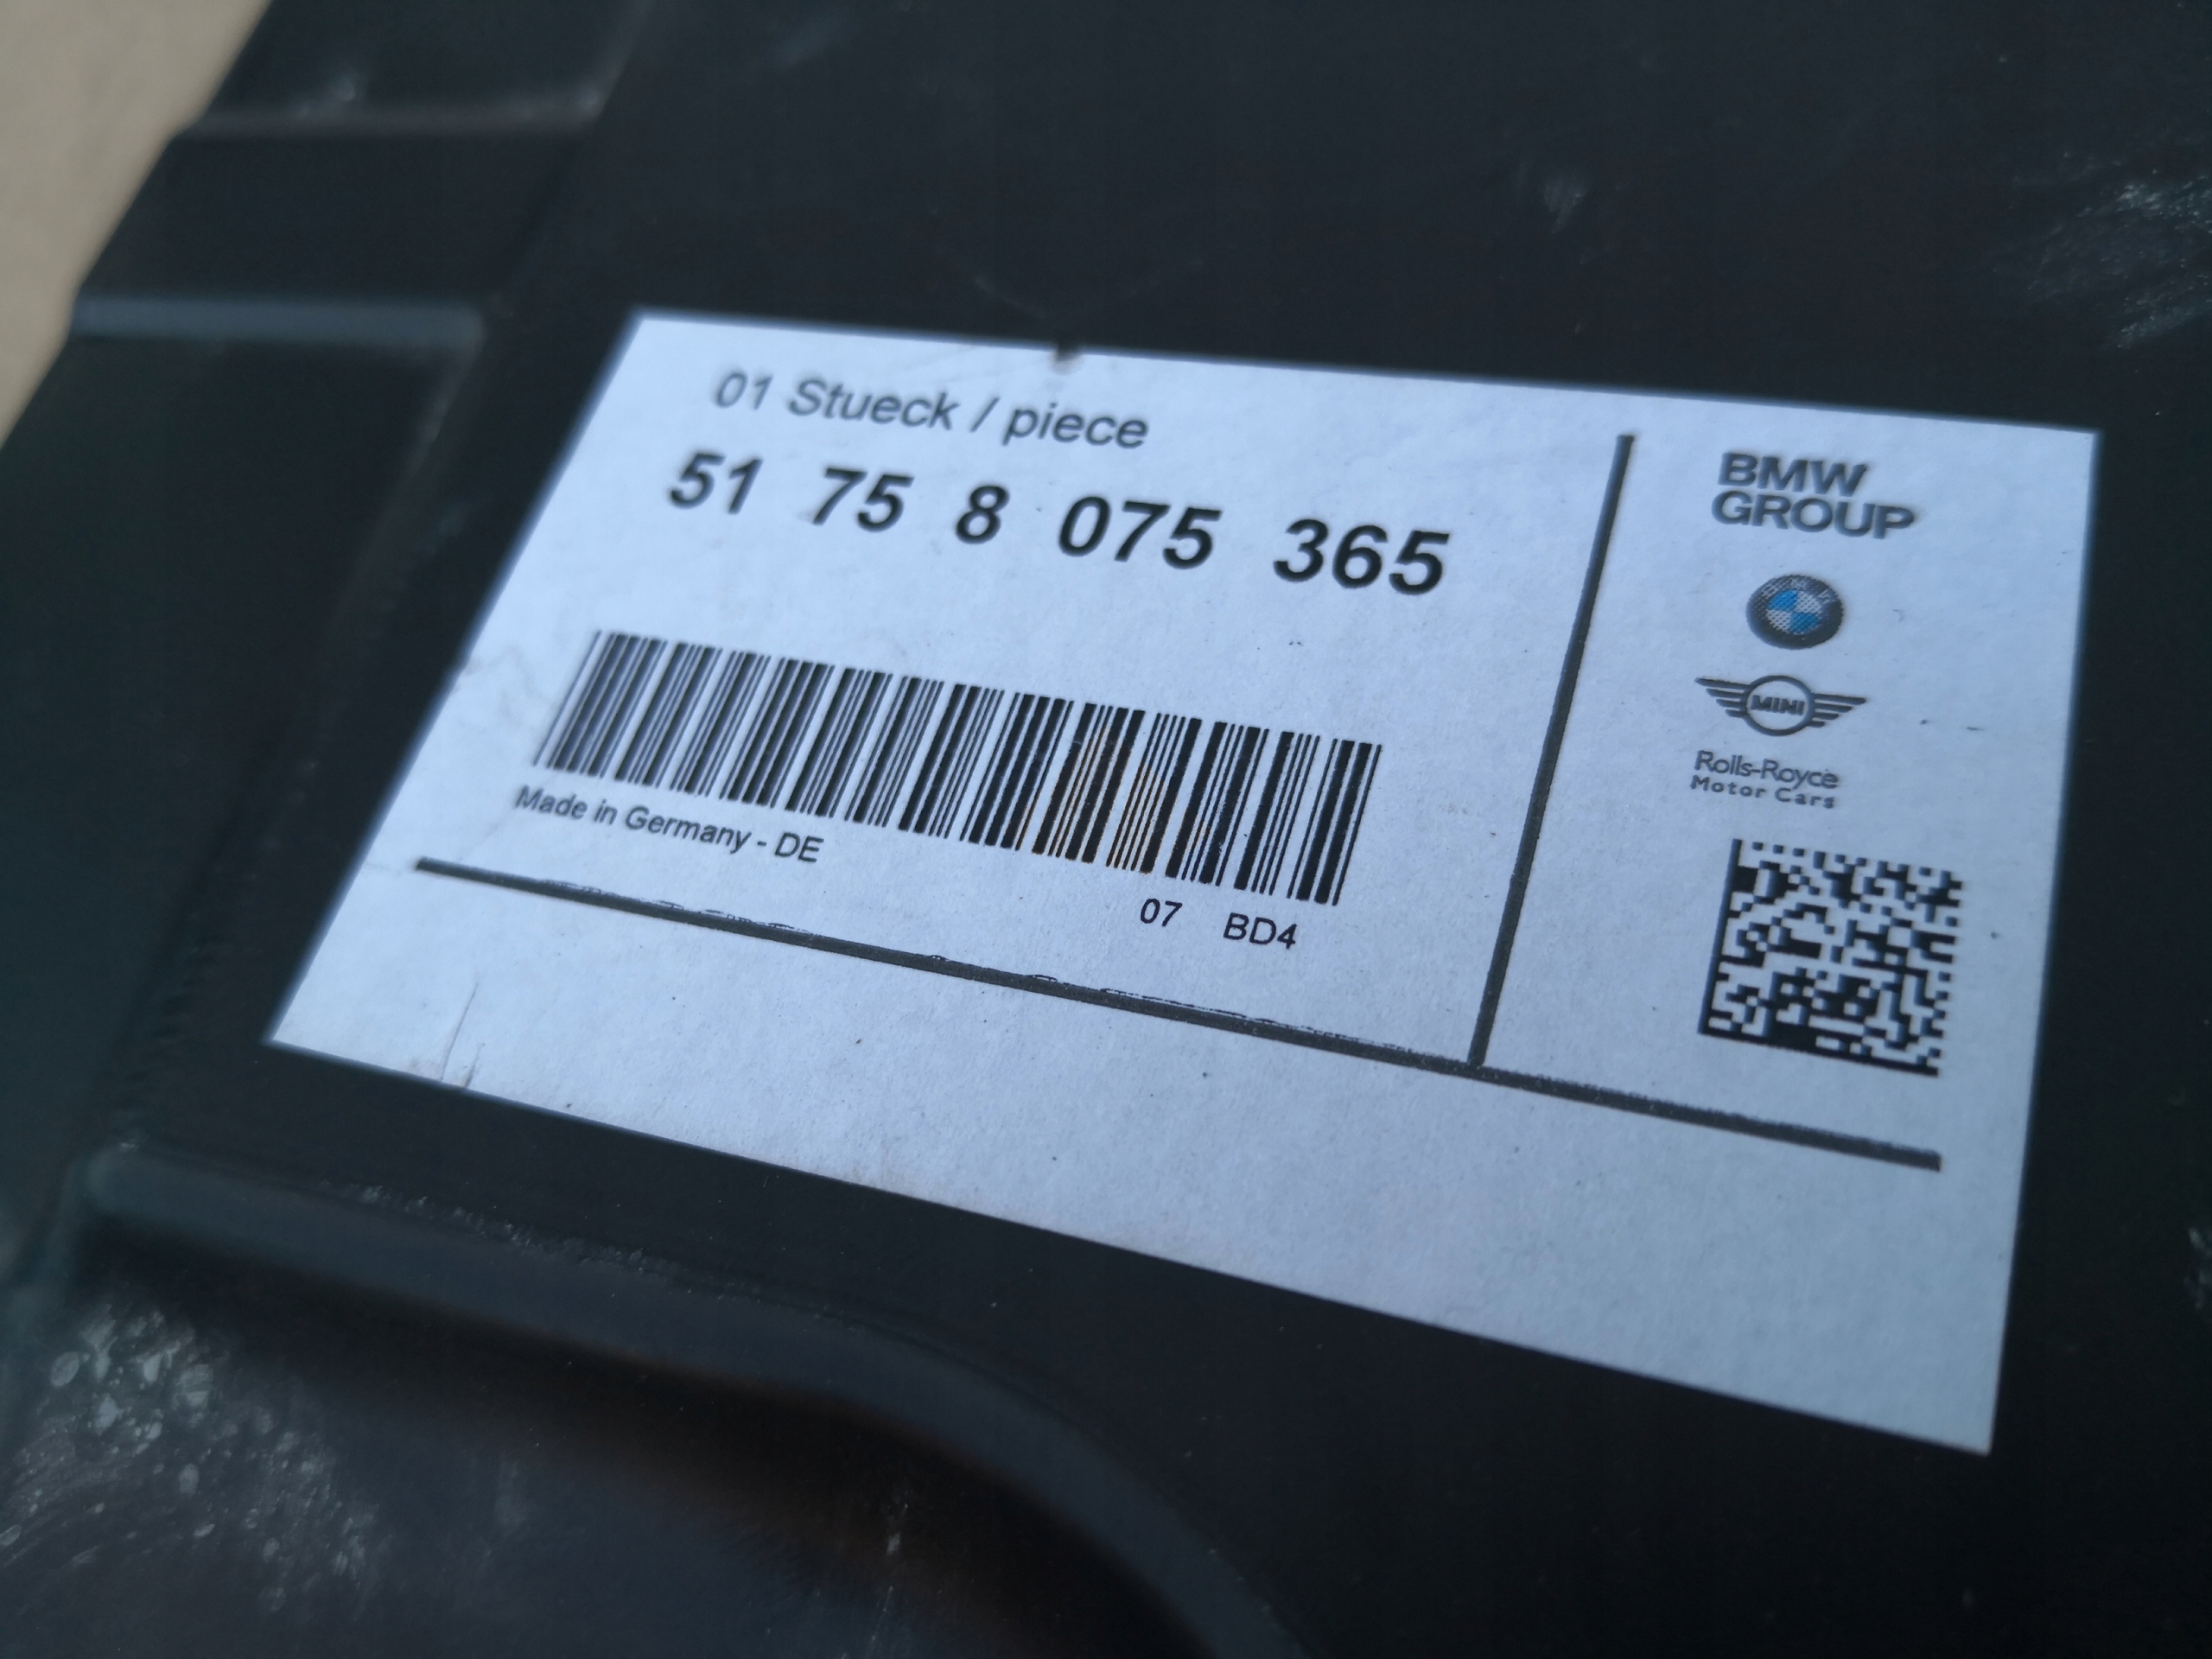 01 Stueck / piece
51 75 8 075 365
Made in Germany - DE
07 BD4
BMW
GROUP
BMW
MINI
Rolls-Royce
Motor Cars